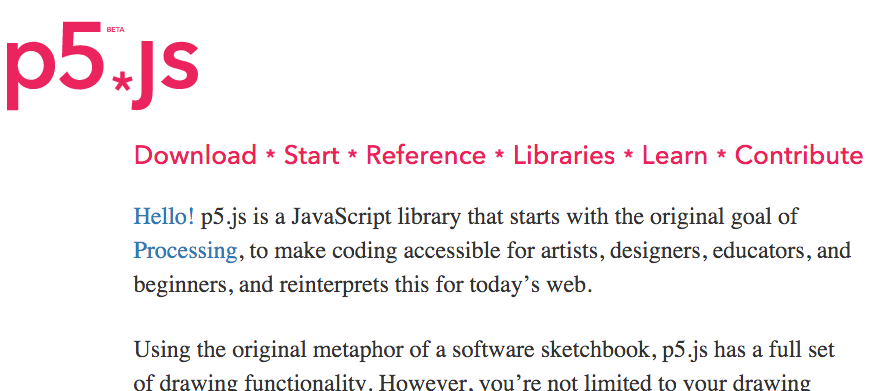 p5.js
BETA
Download * Start * Reference * Libraries * Learn * Contribute
Hello! p5.js is a JavaScript library that starts with the original goal of
Processing, to make coding accessible for artists, designers, educators, and
beginners, and reinterprets this for today’s web.
Using the original metaphor of a software sketchbook, p5.js has a full set
of drawing functionality. However, you’re not limited to your drawing